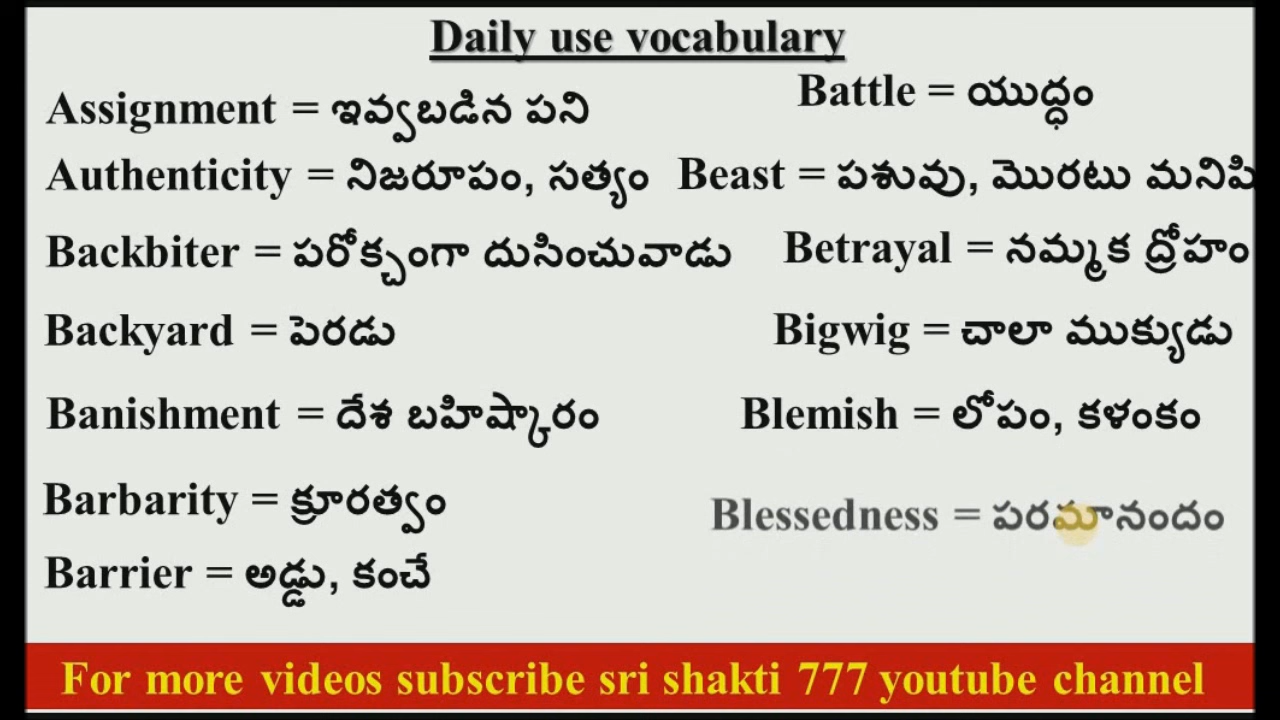 Daily use vocabulary
Assignment = ఇవ్వబడిన పని
Authenticity = నిజరూపం, సత్యం
Backbiter = పరోక్చంగా దుసించువాడు
Backyard = పెరడు
Banishment = దేశ బహిష్కారం
Barbarity = క్రూరత్వం
Barrier = అడ్డు, కంచే
Battle = యుద్ధం
Beast = పశువు, మొరటు మనిషి
Betrayal = నమ్మక ద్రోహం
Bigwig = చాలా ముక్యుడు
Blemish = లోపం, కళంకం
Blessedness = పరమానందం
For more videos subscribe sri shakti 777 youtube channel